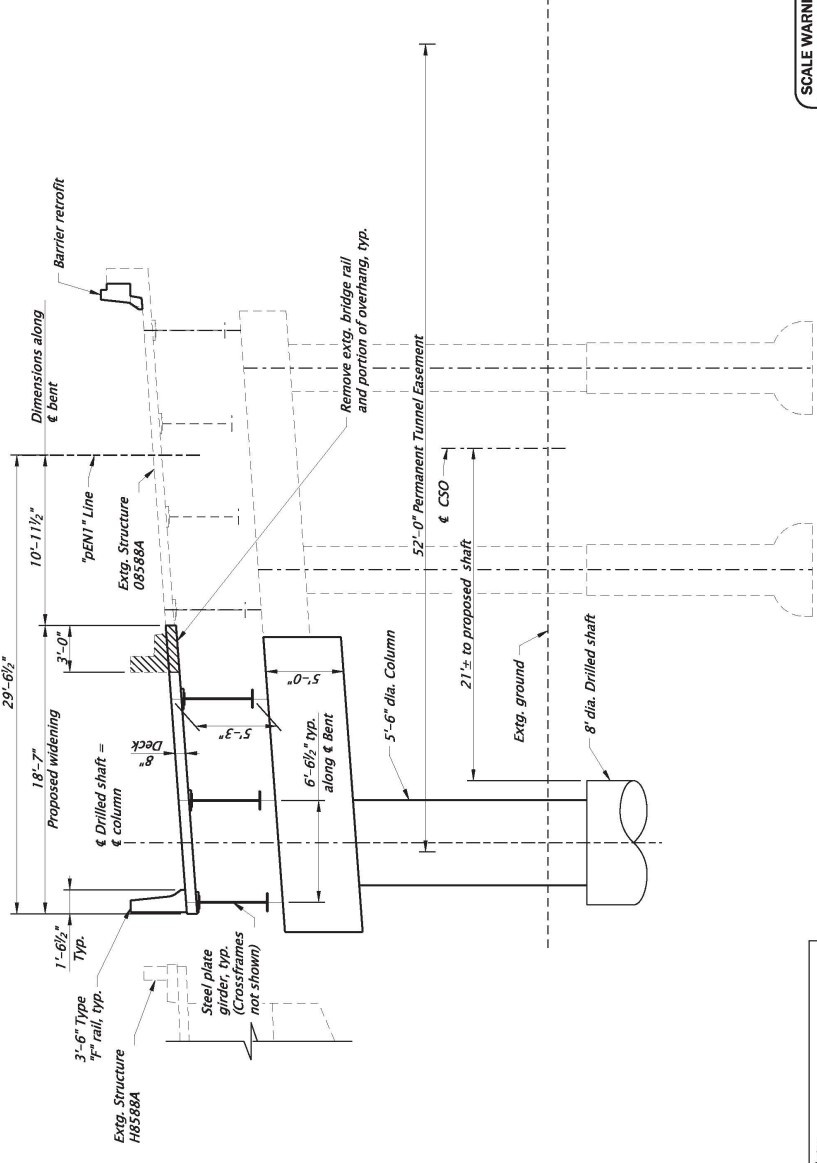 29'-6½"
18'-7"
Proposed widening
10'-11½"
Dimensions along
℄ bent
1'-6½"
Typ.
3'-0"
3'-6" Type
"F" rail, typ.
Extg. Structure
H8588A
℄ Drilled shaft =
℄ column
8"
Deck
"pEN1" Line
Extg. Structure
08588A
Barrier retrofit
Steel plate
girder, typ.
(Crossframes
not shown)
5'-3"
5'-0"
6'-6½" typ.
along ℄ Bent
Remove extg. bridge rail
and portion of overhang, typ.
5'-6" dia. Column
52'-0" Permanent Tunnel Easement
℄ CSO
21'± to proposed shaft
Extg. ground
8' dia. Drilled shaft
SCALE WARNI